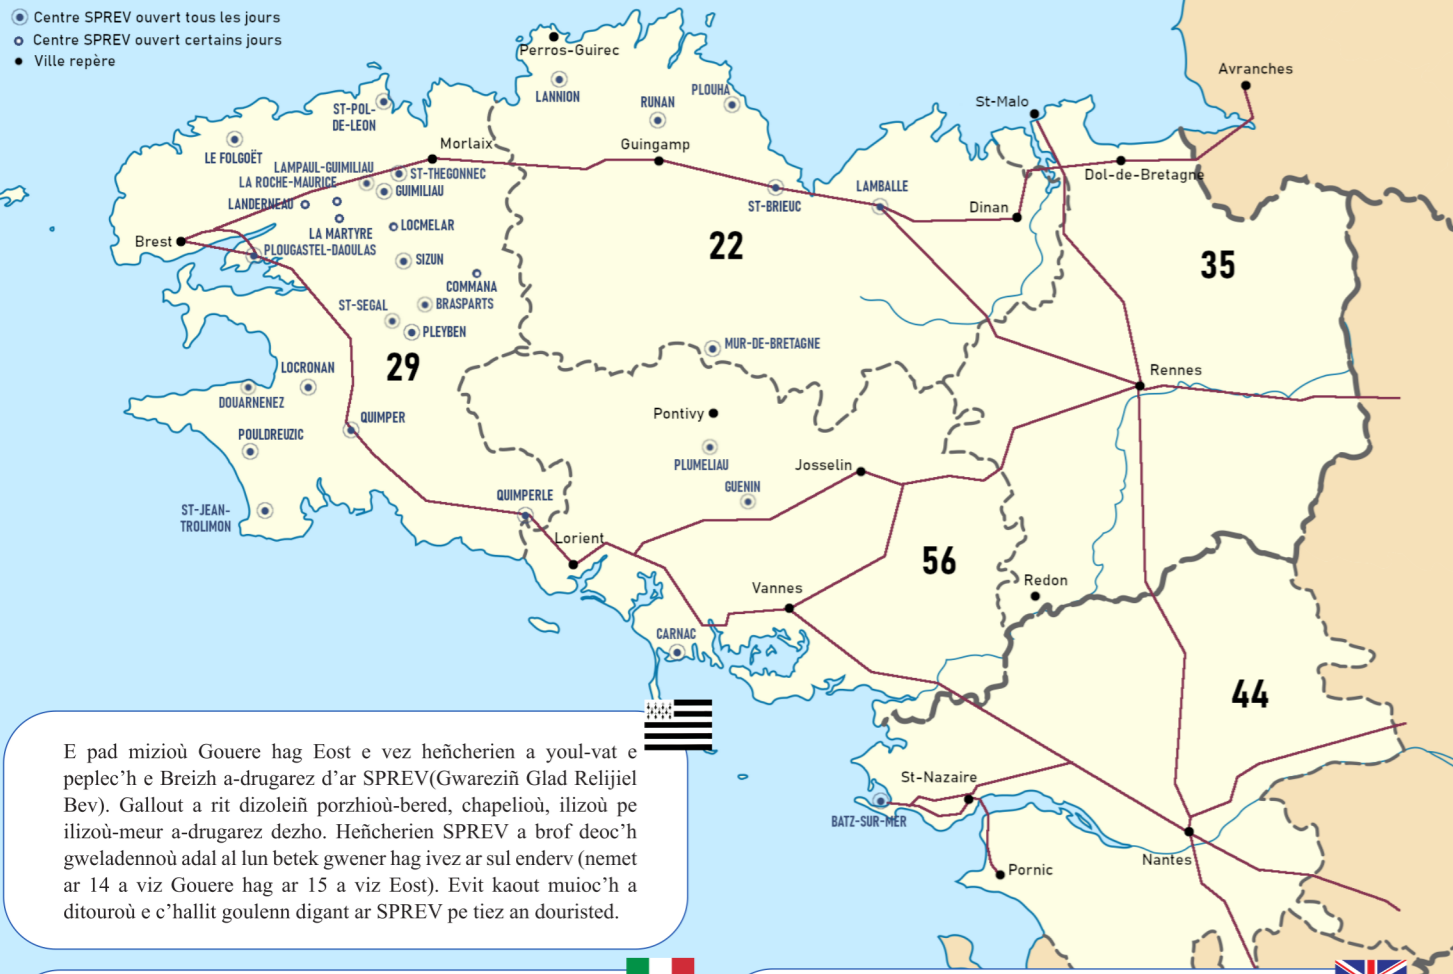 Centre SPREV ouvert tous les jours
Centre SPREV ouvert certains jours
Ville repère
Perros-Guirec
LANNION
RUNAN
PLOUHA
Avranches
St-Malo
ST-POL-
DE-LEON
LE FOLGOËT
Morlaix
Guingamp
LAMPAUL-GUIMILIAU
ST-THEGONNEC
LA ROCHE-MAURICE
GUIMILIAU
LANDERNEAU
ST-BRIEUC
LAMBALLE
Dinan
Dol-de-Bretagne
LOCMELAR
LA MARTYRE
Brest
PLOUGASTEL-DAOULAS
22
35
SIZUN
COMMANA
ST-SEGAL
BRASPARTS
PLEYBEN
MUR-DE-BRETAGNE
29
LOCRONAN
Rennes
DOUARNENEZ
QUIMPER
Pontivy
POULDREUZIC
PLUMELIAU
Josselin
GUENIN
QUIMPERLE
ST-JEAN-
TROLIMON
Lorient
56
Vannes
Redon
CARNAC
44
St-Nazaire
BATZ-SUR-MER
Nantes
Pornic
E pad mizioù Gouere hag Eost e vez heñcherien a youl-vat e
peplec’h e Breizh a-drugarez d’ar SPREV(Gwareziñ Glad Relijiel
Bev). Gallout a rit dizoleiñ porzhioù-bered, chapelioù, ilizoù pe
ilizoù-meur a-drugarez dezho. Heñcherien SPREV a brof deoc’h
gweladennoù adal al lun betek gwener hag ivez ar sul enderv (nemet
ar 14 a viz Gouere hag ar 15 a viz Eost). Evit kaout muioc’h a
ditouroù e c’hallit goulenn digant ar SPREV pe tiez an douristed.